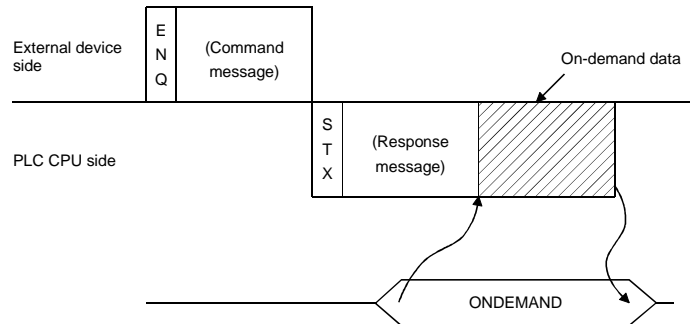 External device
side
E
N
Q
(Command
message)
On-demand data
PLC CPU side
S
T
X
(Response
message)
ONDEMAND